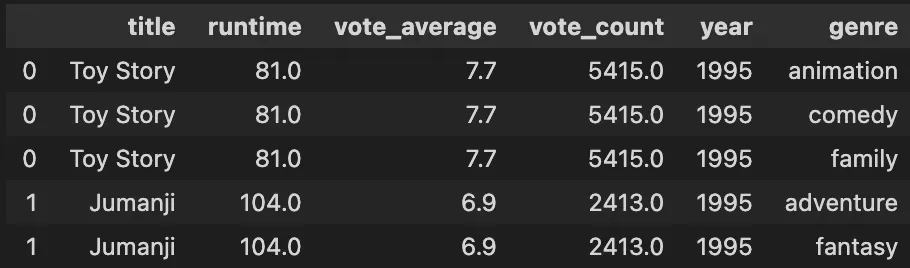 title runtime vote_average vote_count year genre
0 Toy Story 81.0 7.7 5415.0 1995 animation
0 Toy Story 81.0 7.7 5415.0 1995 comedy
0 Toy Story 81.0 7.7 5415.0 1995 family
1 Jumanji 104.0 6.9 2413.0 1995 adventure
1 Jumanji 104.0 6.9 2413.0 1995 fantasy